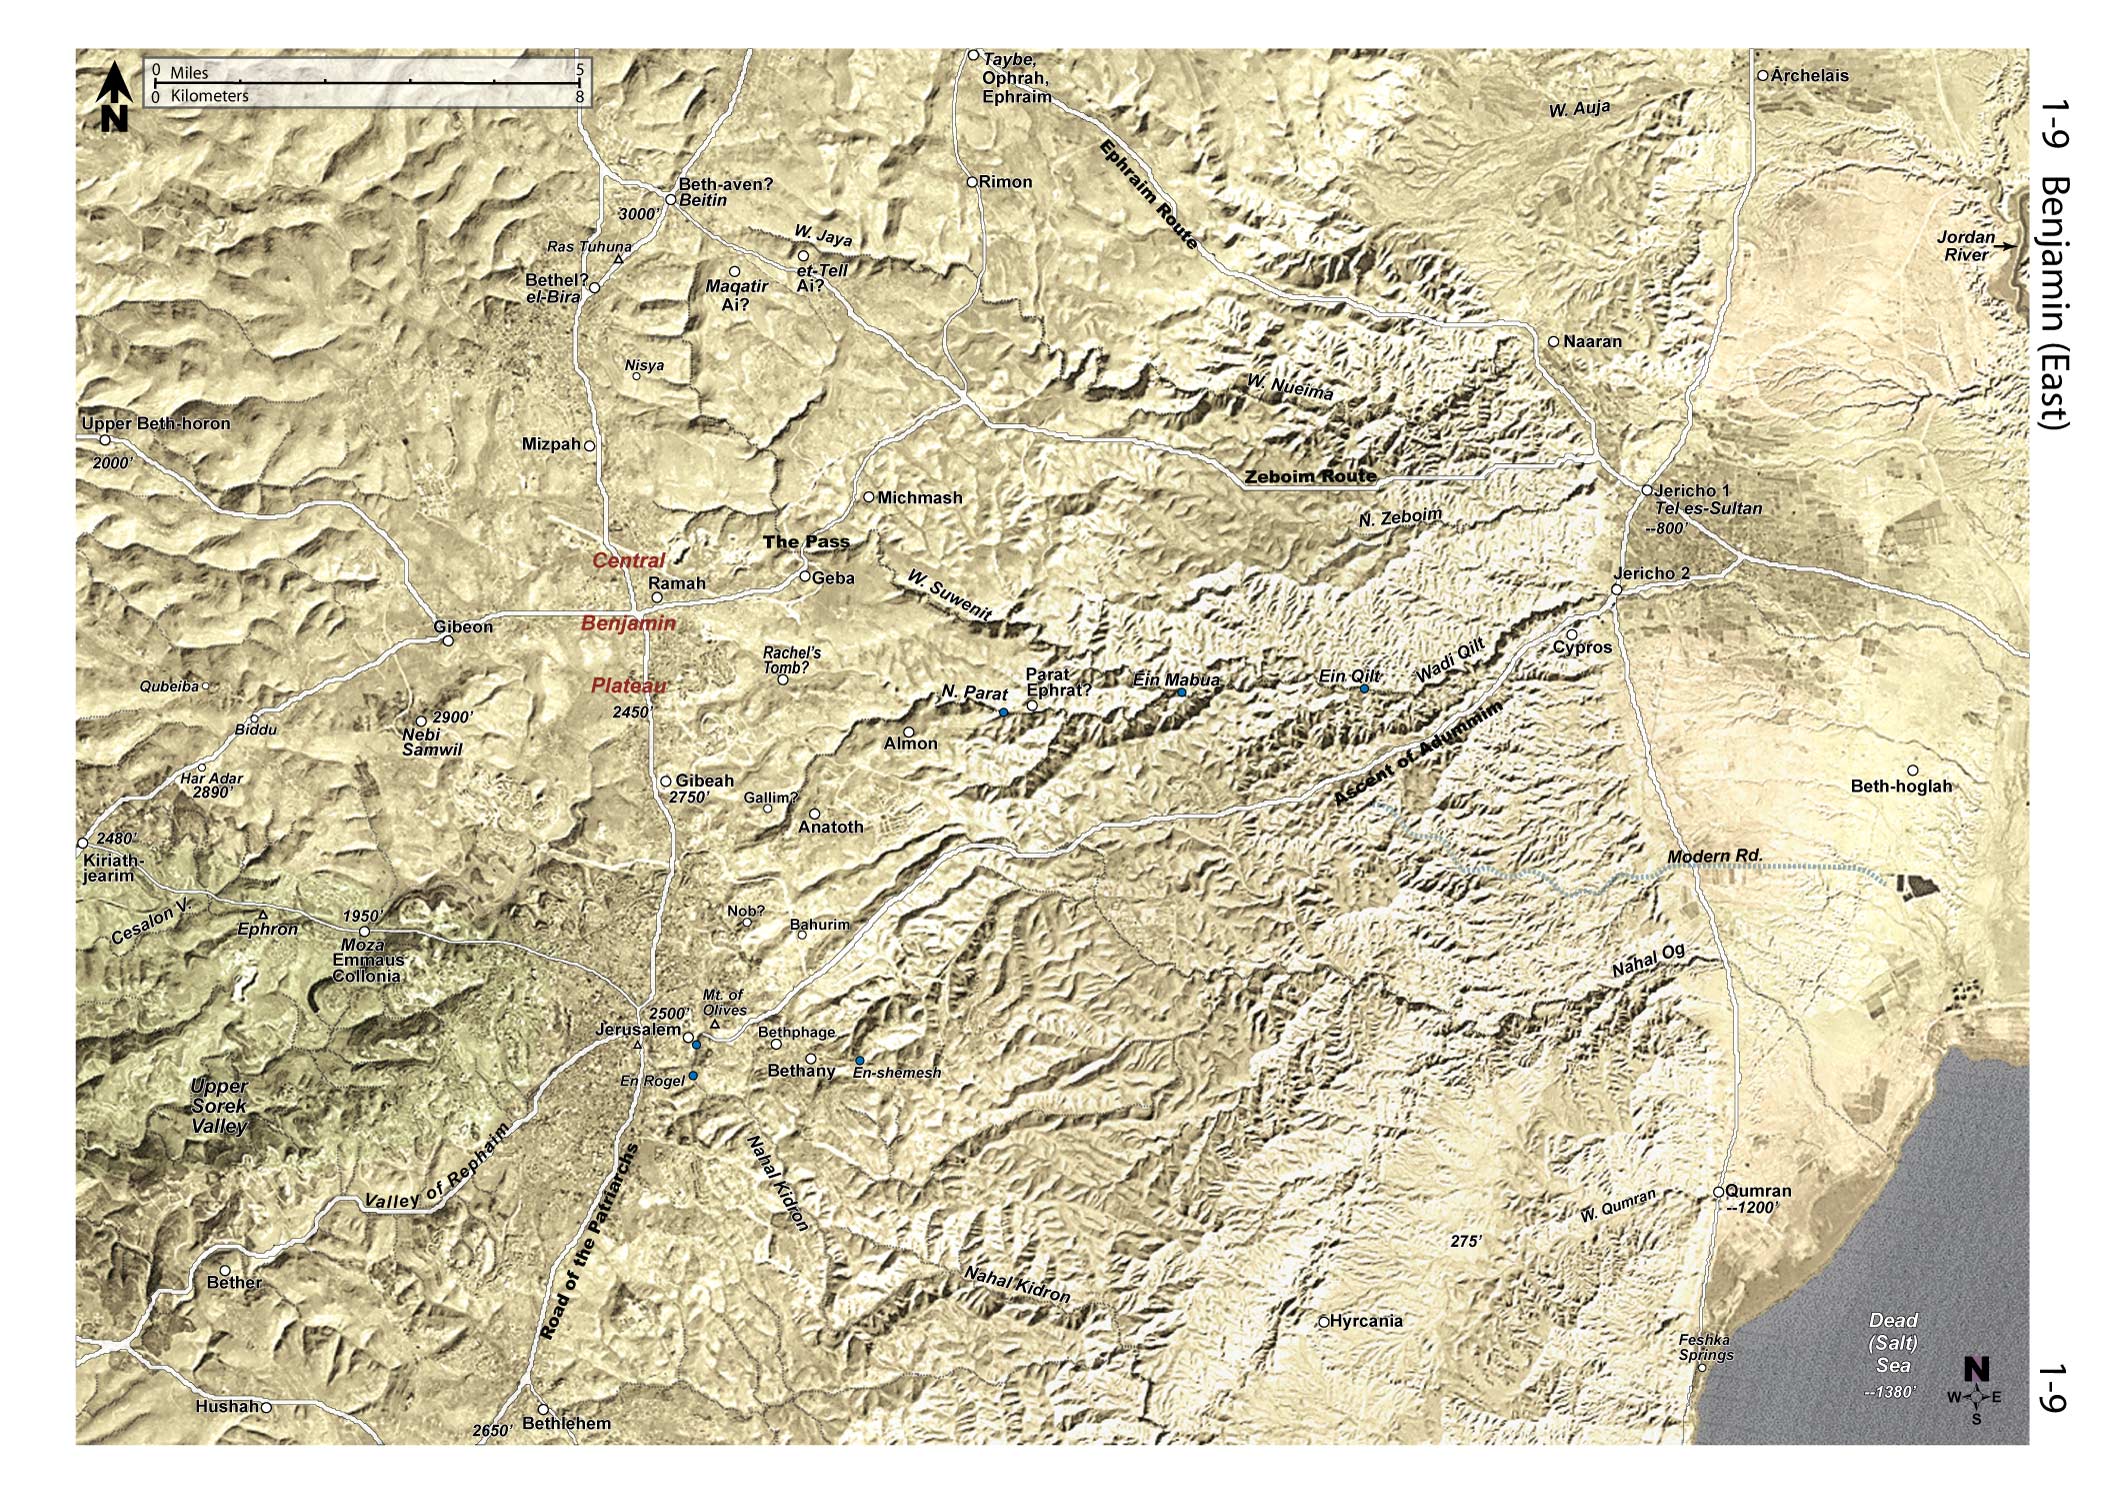 0 Miles 5
0 Kilometers 8
N
Taybe,
Ophrah,
Ephraim
Archelais
W. Auja
1-9 Benjamin (East)
Ephraim Route
Rimon
Beth-aven?
Beitin
3000'
W. Jaya
Ras Tuhuna
Jordan
River
Bethel?
el-Bira
et-Tell
Ai?
Maqatir
Ai?
Naaran
Nisya
W. Nueima
Upper Beth-horon
2000'
Mizpah
Zeboim Route
Michmash
Jericho 1
Tel es-Sultan
--800'
N. Zeboim
The Pass
Central
Benjamin
Plateau
2450'
Ramah
Geba
W. Suwenit
Jericho 2
Gibeon
Cypros
Rachel's
Tomb?
Wadi Qilt
Parat
Ephrat?
N. Parat
Ein Mabua
Ein Qilt
Qubeiba
2900'
Nebi
Samwil
Biddu
Almon
Ascent of Adummim
Har Adar
2890'
Gibeah
2750'
Gallim?
Anatoth
Beth-hoglah
2480'
Kiriath-
jearim
Modern Rd.
Cesalon V.
Ephron
1950'
Moza
Emmaus
Collonia
Nob?
Bahurim
Nahal Og
Mt. of
Olives
2500'
Jerusalem
Bethphage
Bethany
En-shemesh
En Rogel
Upper
Sorek
Valley
Valley of Rephaim
Road of the Patriarchs
Nahal Kidron
Nahal Kidron
W. Qumran
Qumran
--1200'
275'
Bether
Hyrcania
Feshka
Springs
Dead
(Salt)
Sea
--1380'
N
W E
S
1-9
Hushah
2650'
Bethlehem